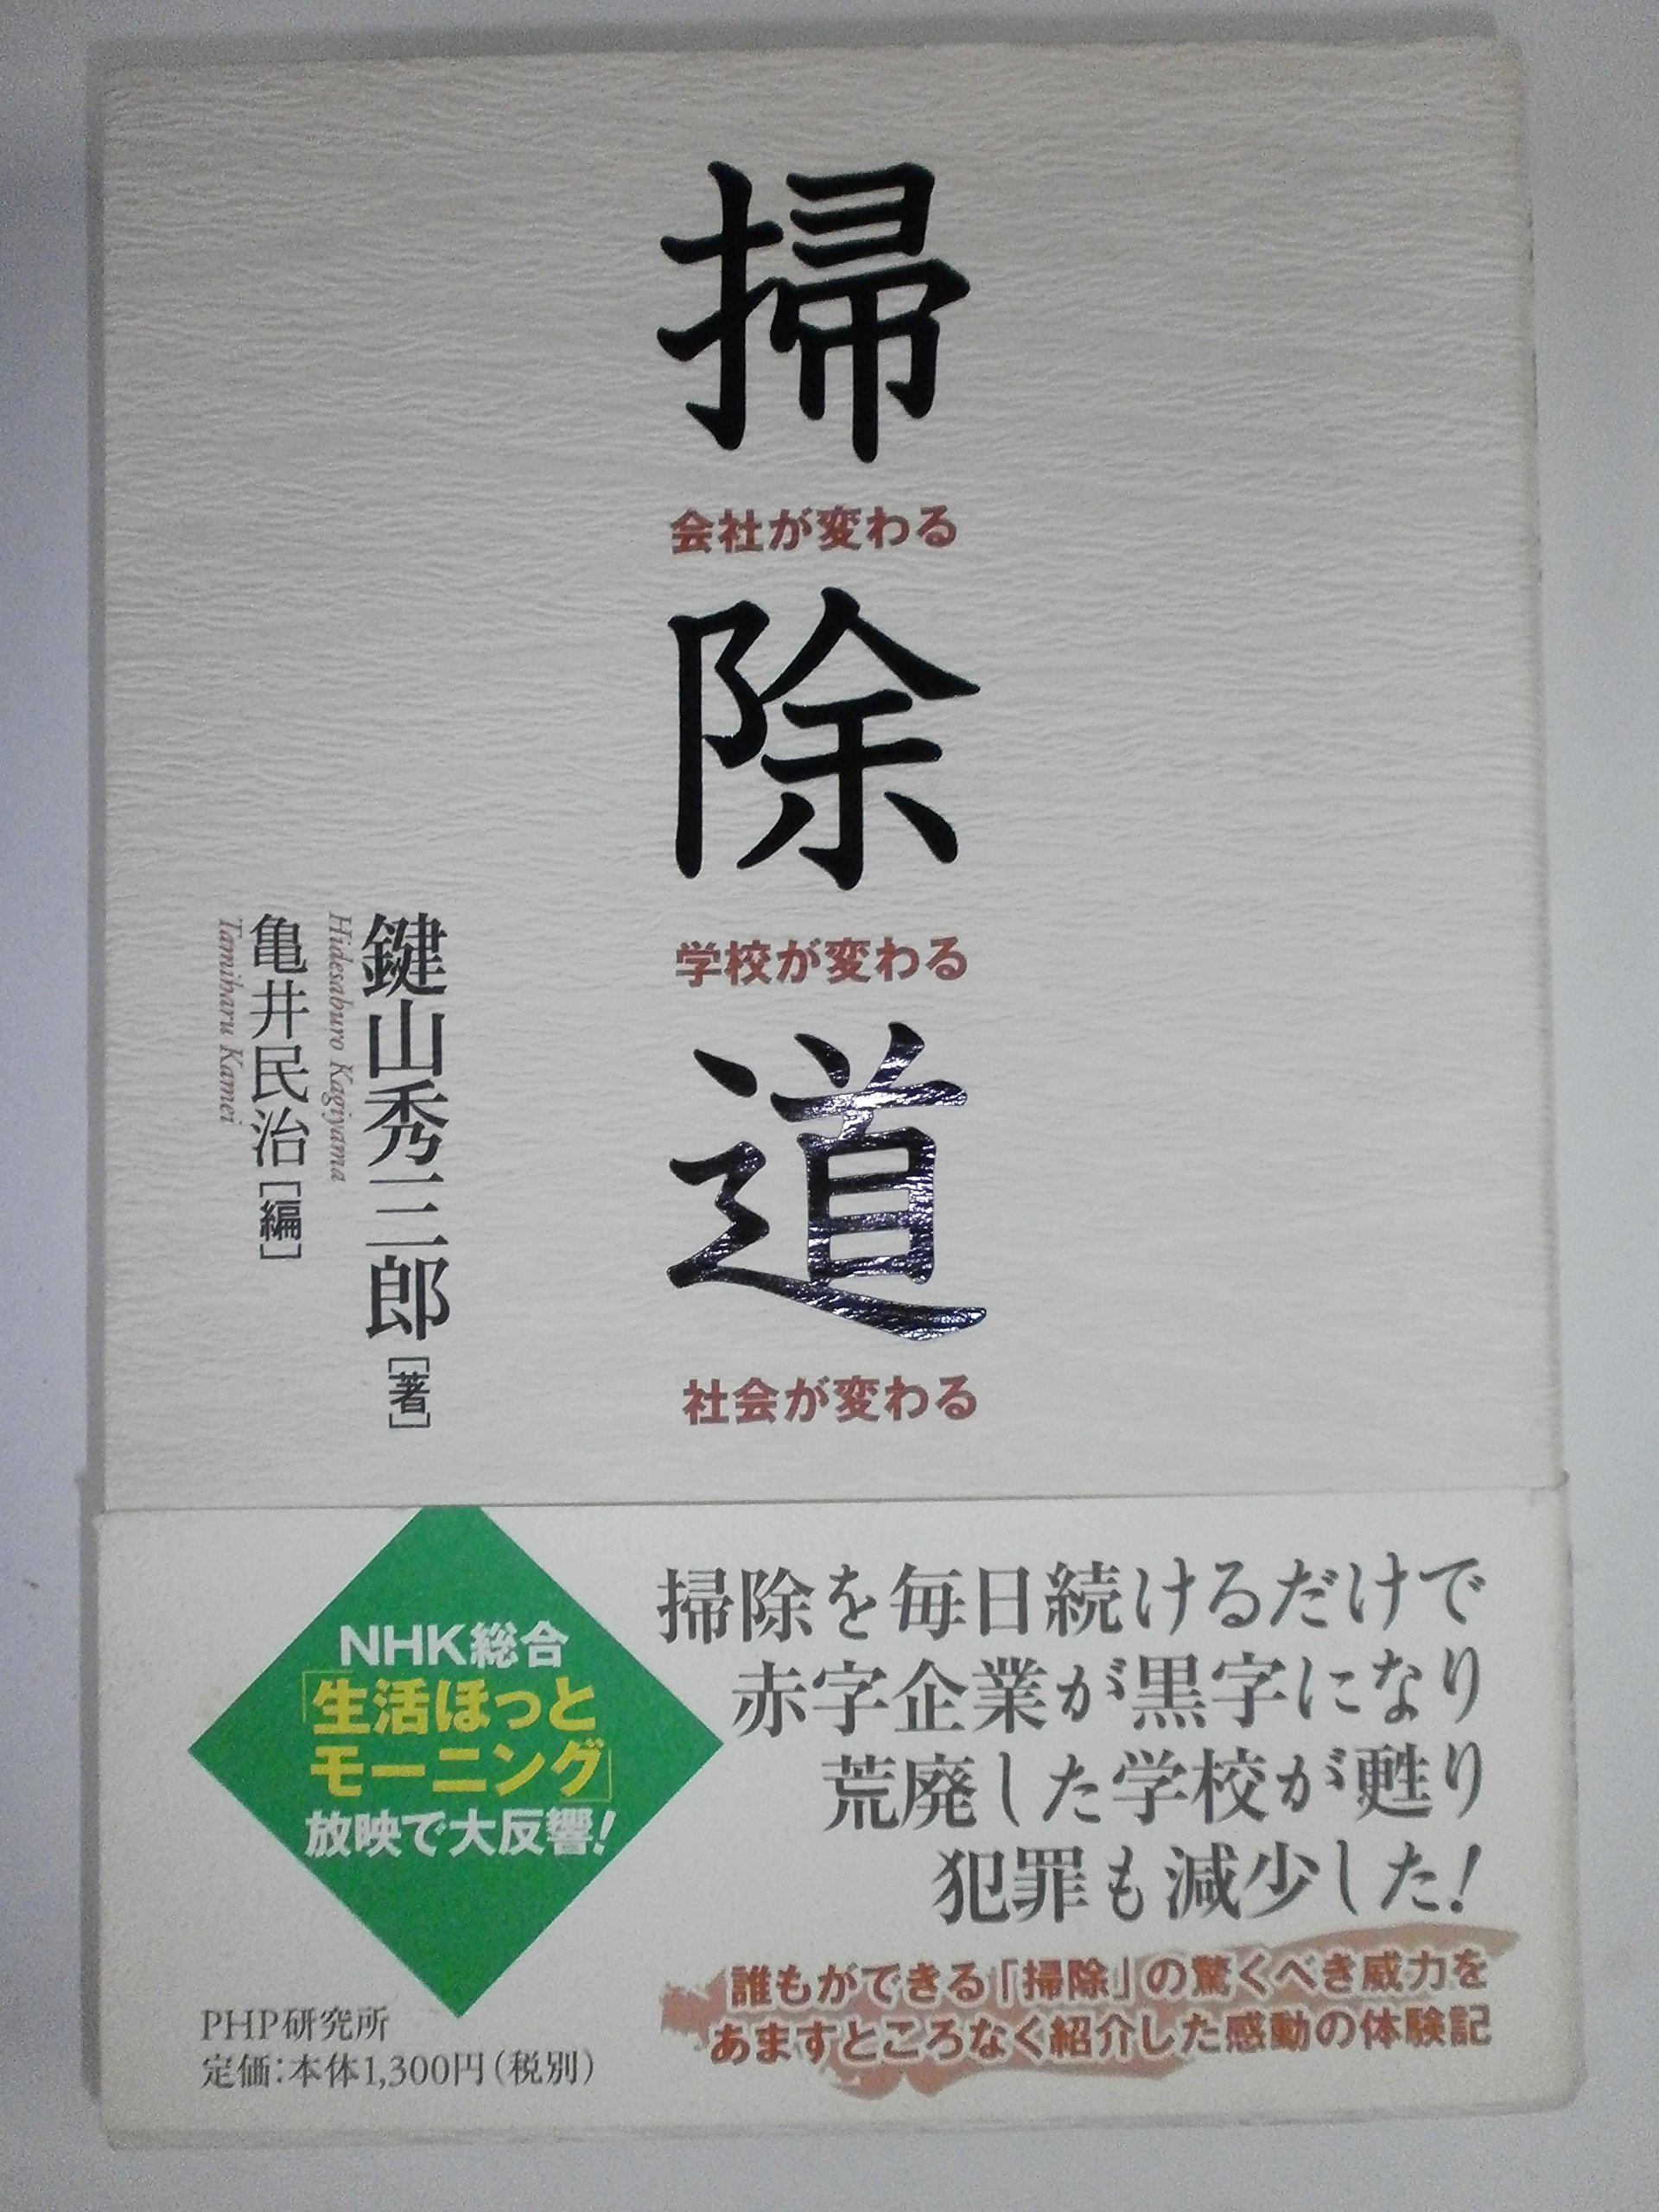 掃
会社が変わる
除
学校が変わる
道
社会が変わる
鍵山秀三郎[著]
Hidesaburo Kagiyama
亀井民治[編]
Tamiharu Kamei
掃除を毎日続けるだけで
赤字企業が黒字になり
荒廃した学校が甦り
犯罪も減少した!
誰もができる「掃除」の驚くべき威力を
あますところなく紹介した感動の体験記
NHK総合
「生活ほっと
モーニング」
放映で大反響!
PHP研究所
定価:本体1,300円(税別)